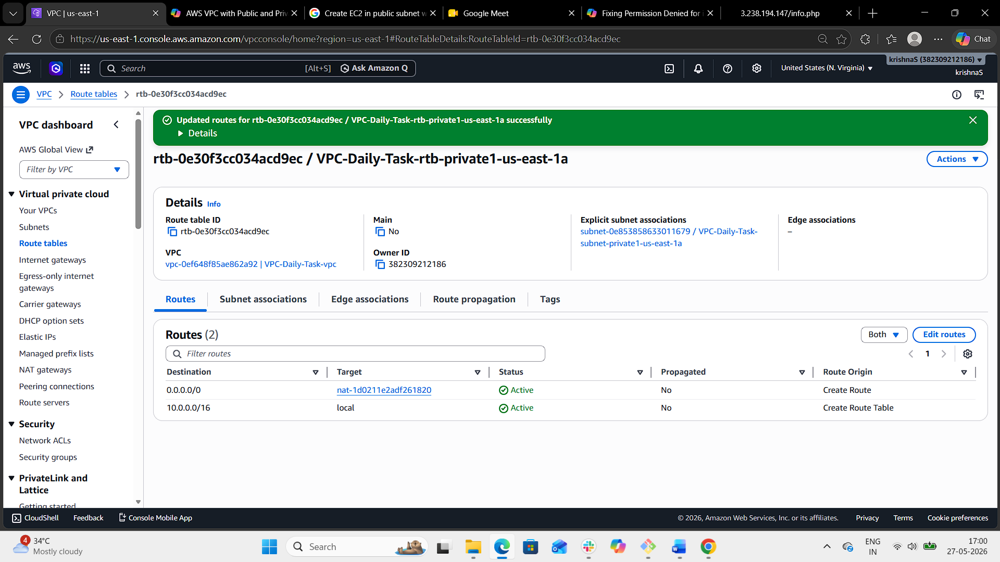 VPC | us-east-1
AWS VPC with Public and Priv
Create EC2 in public subnet w
Google Meet
Fixing Permission Denied for i
3.238.194.147/info.php
https://us-east-1.console.aws.amazon.com/vpcconsole/home?region=us-east-1#RouteTableDetails:RouteTableId=rtb-0e30f3cc034acd9ec
Chat
aws
Search
[Alt+S]
Ask Amazon Q
United States (N. Virginia)
krishnaS (382309212186)
krishnaS
VPC
Route tables
rtb-0e30f3cc034acd9ec
VPC dashboard
AWS Global View
Filter by VPC
Virtual private cloud
Your VPCs
Subnets
Route tables
Internet gateways
Egress-only internet
gateways
Carrier gateways
DHCP option sets
Elastic IPs
Managed prefix lists
NAT gateways
Peering connections
Route servers
Security
Network ACLs
Security groups
PrivateLink and
Lattice
Getting started
Updated routes for rtb-0e30f3cc034acd9ec / VPC-Daily-Task-rtb-private1-us-east-1a successfully
Details
rtb-0e30f3cc034acd9ec / VPC-Daily-Task-rtb-private1-us-east-1a
Actions
Details Info
Route table ID
rtb-0e30f3cc034acd9ec
Main
No
Explicit subnet associations
subnet-0e853858633011679 / VPC-Daily-Task-
subnet-private1-us-east-1a
Edge associations
–
VPC
vpc-0ef648f85ae862a92 | VPC-Daily-Task-vpc
Owner ID
382309212186
Routes
Subnet associations
Edge associations
Route propagation
Tags
Routes (2)
Both
Edit routes
Filter routes
1
Destination Target Status Propagated Route Origin
0.0.0.0/0 nat-1d0211e2adf261820 Active No Create Route
10.0.0.0/16 local Active No Create Route Table
CloudShell
Feedback
Console Mobile App
© 2026, Amazon Web Services, Inc. or its affiliates.
Privacy
Terms
Cookie preferences
4
34°C
Mostly cloudy
Search
ENG
IN
17:00
27-05-2026